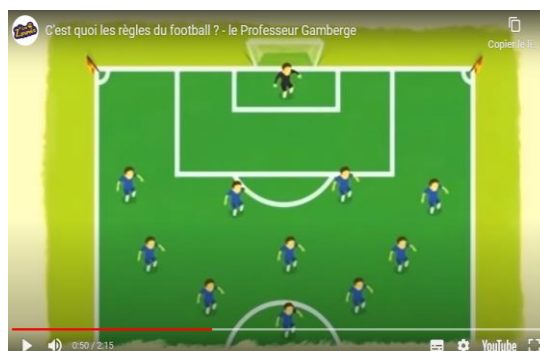 C'est quoi les règles du football ? - le Professeur Gamberge
Copier le li...
0:50 / 2:15
YouTube